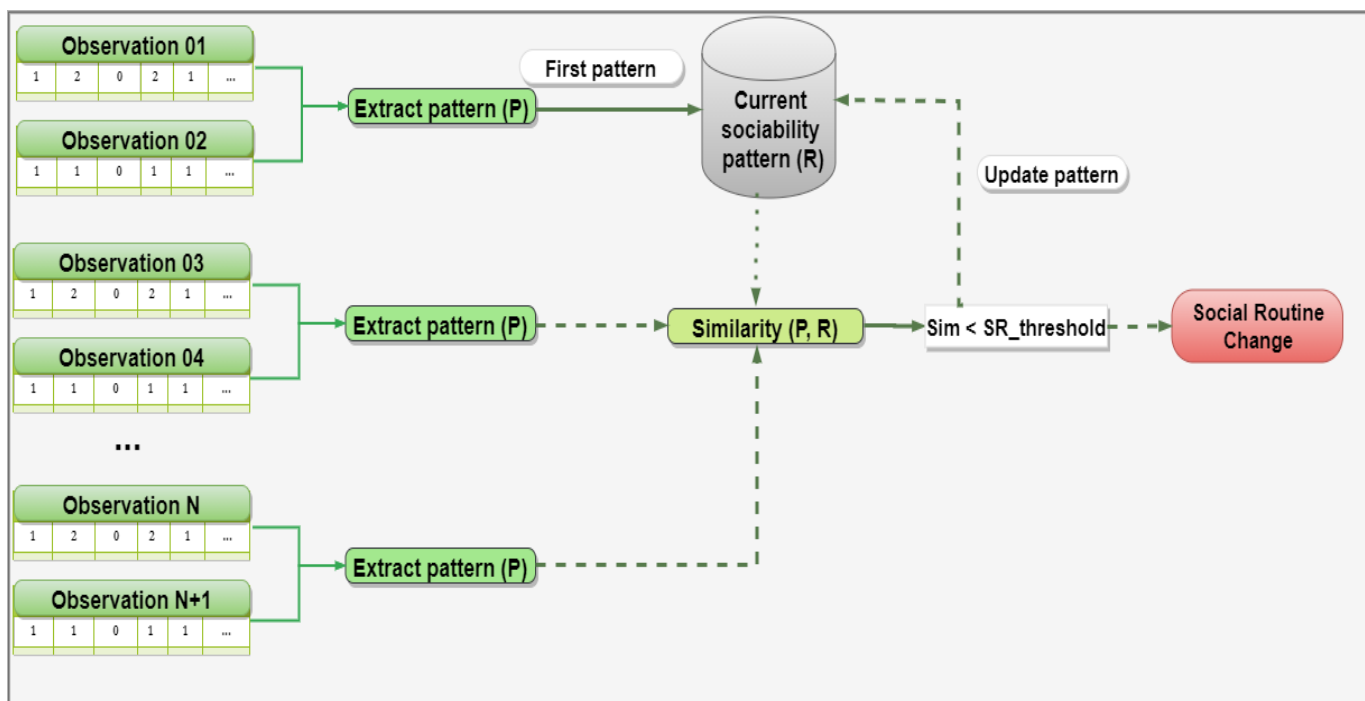 Observation 01
1 2 0 2 1 ...
Observation 02
1 1 0 1 1 ...
Extract pattern (P)
First pattern
Current
sociability
pattern (R)
Update pattern
Observation 03
1 2 0 2 1 ...
Observation 04
1 1 0 1 1 ...
Extract pattern (P)
Similarity (P, R)
Sim < SR_threshold
Social Routine
Change
...
Observation N
1 2 0 2 1 ...
Observation N+1
1 1 0 1 1 ...
Extract pattern (P)